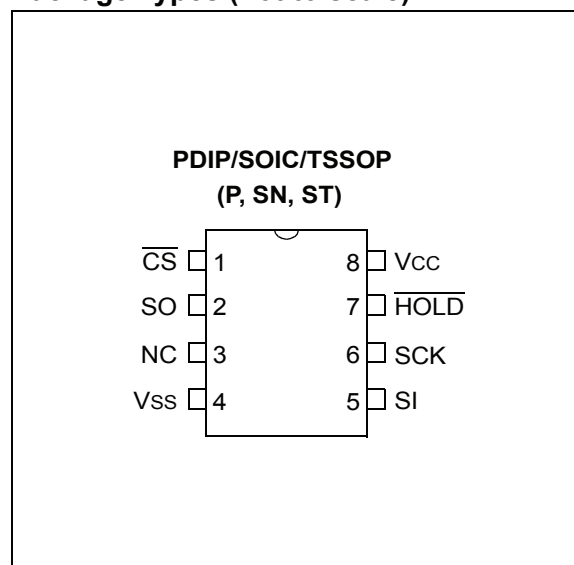 PDIP/SOIC/TSSOP
(P, SN, ST)
CS 1 8 VCC
SO 2 7 HOLD
NC 3 6 SCK
VSS 4 5 SI